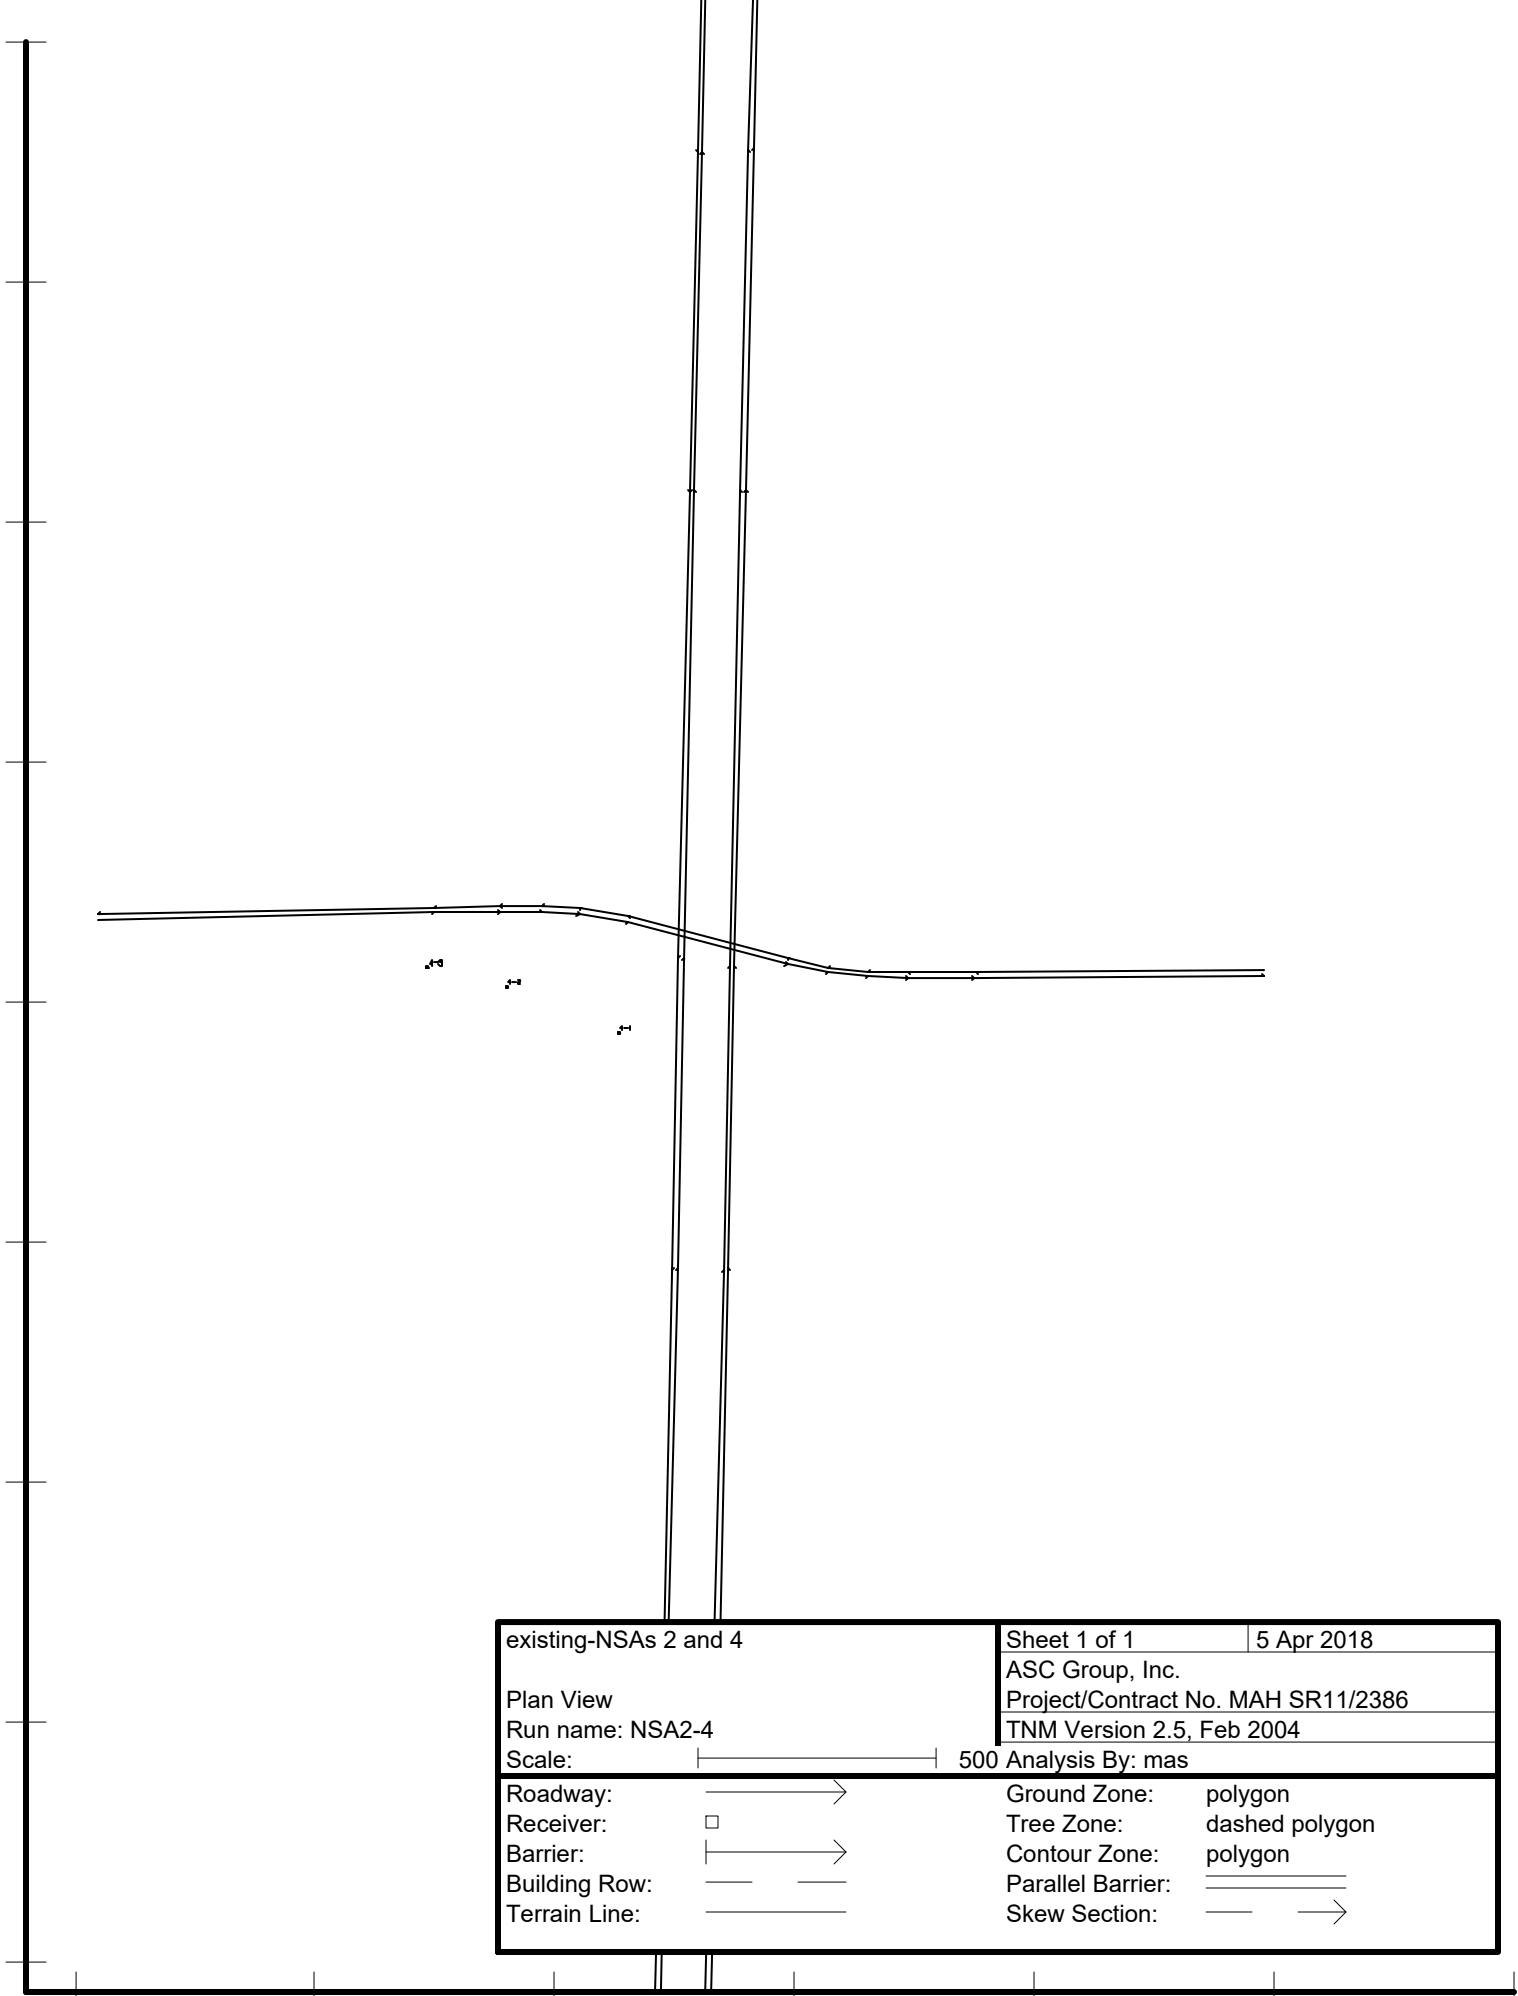 existing-NSAs 2 and 4
Sheet 1 of 1
5 Apr 2018
ASC Group, Inc.
Plan View
Project/Contract No. MAH SR11/2386
Run name: NSA2-4
TNM Version 2.5, Feb 2004
Scale:
500
Analysis By: mas
Roadway:
Ground Zone: polygon
Receiver:
Tree Zone: dashed polygon
Barrier:
Contour Zone: polygon
Building Row:
Parallel Barrier:
Terrain Line:
Skew Section: